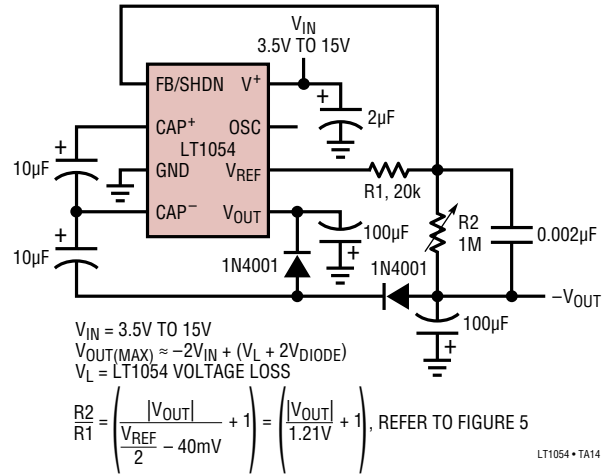 V_IN
3.5V TO 15V
FB/SHDN
V⁺
+
2µF
CAP⁺
OSC
LT1054
+
10µF
GND
V_REF
R1, 20k
CAP⁻
V_OUT
+
10µF
100µF
+
R2
1M
0.002µF
1N4001
1N4001
–V_OUT
100µF
+
V_IN = 3.5V TO 15V
V_OUT(MAX) ≈ –2V_IN + (V_L + 2V_DIODE)
V_L = LT1054 VOLTAGE LOSS
R2/R1 = (|V_OUT| / (V_REF/2 – 40mV) + 1) = (|V_OUT|/1.21V + 1), REFER TO FIGURE 5
LT1054 • TA14